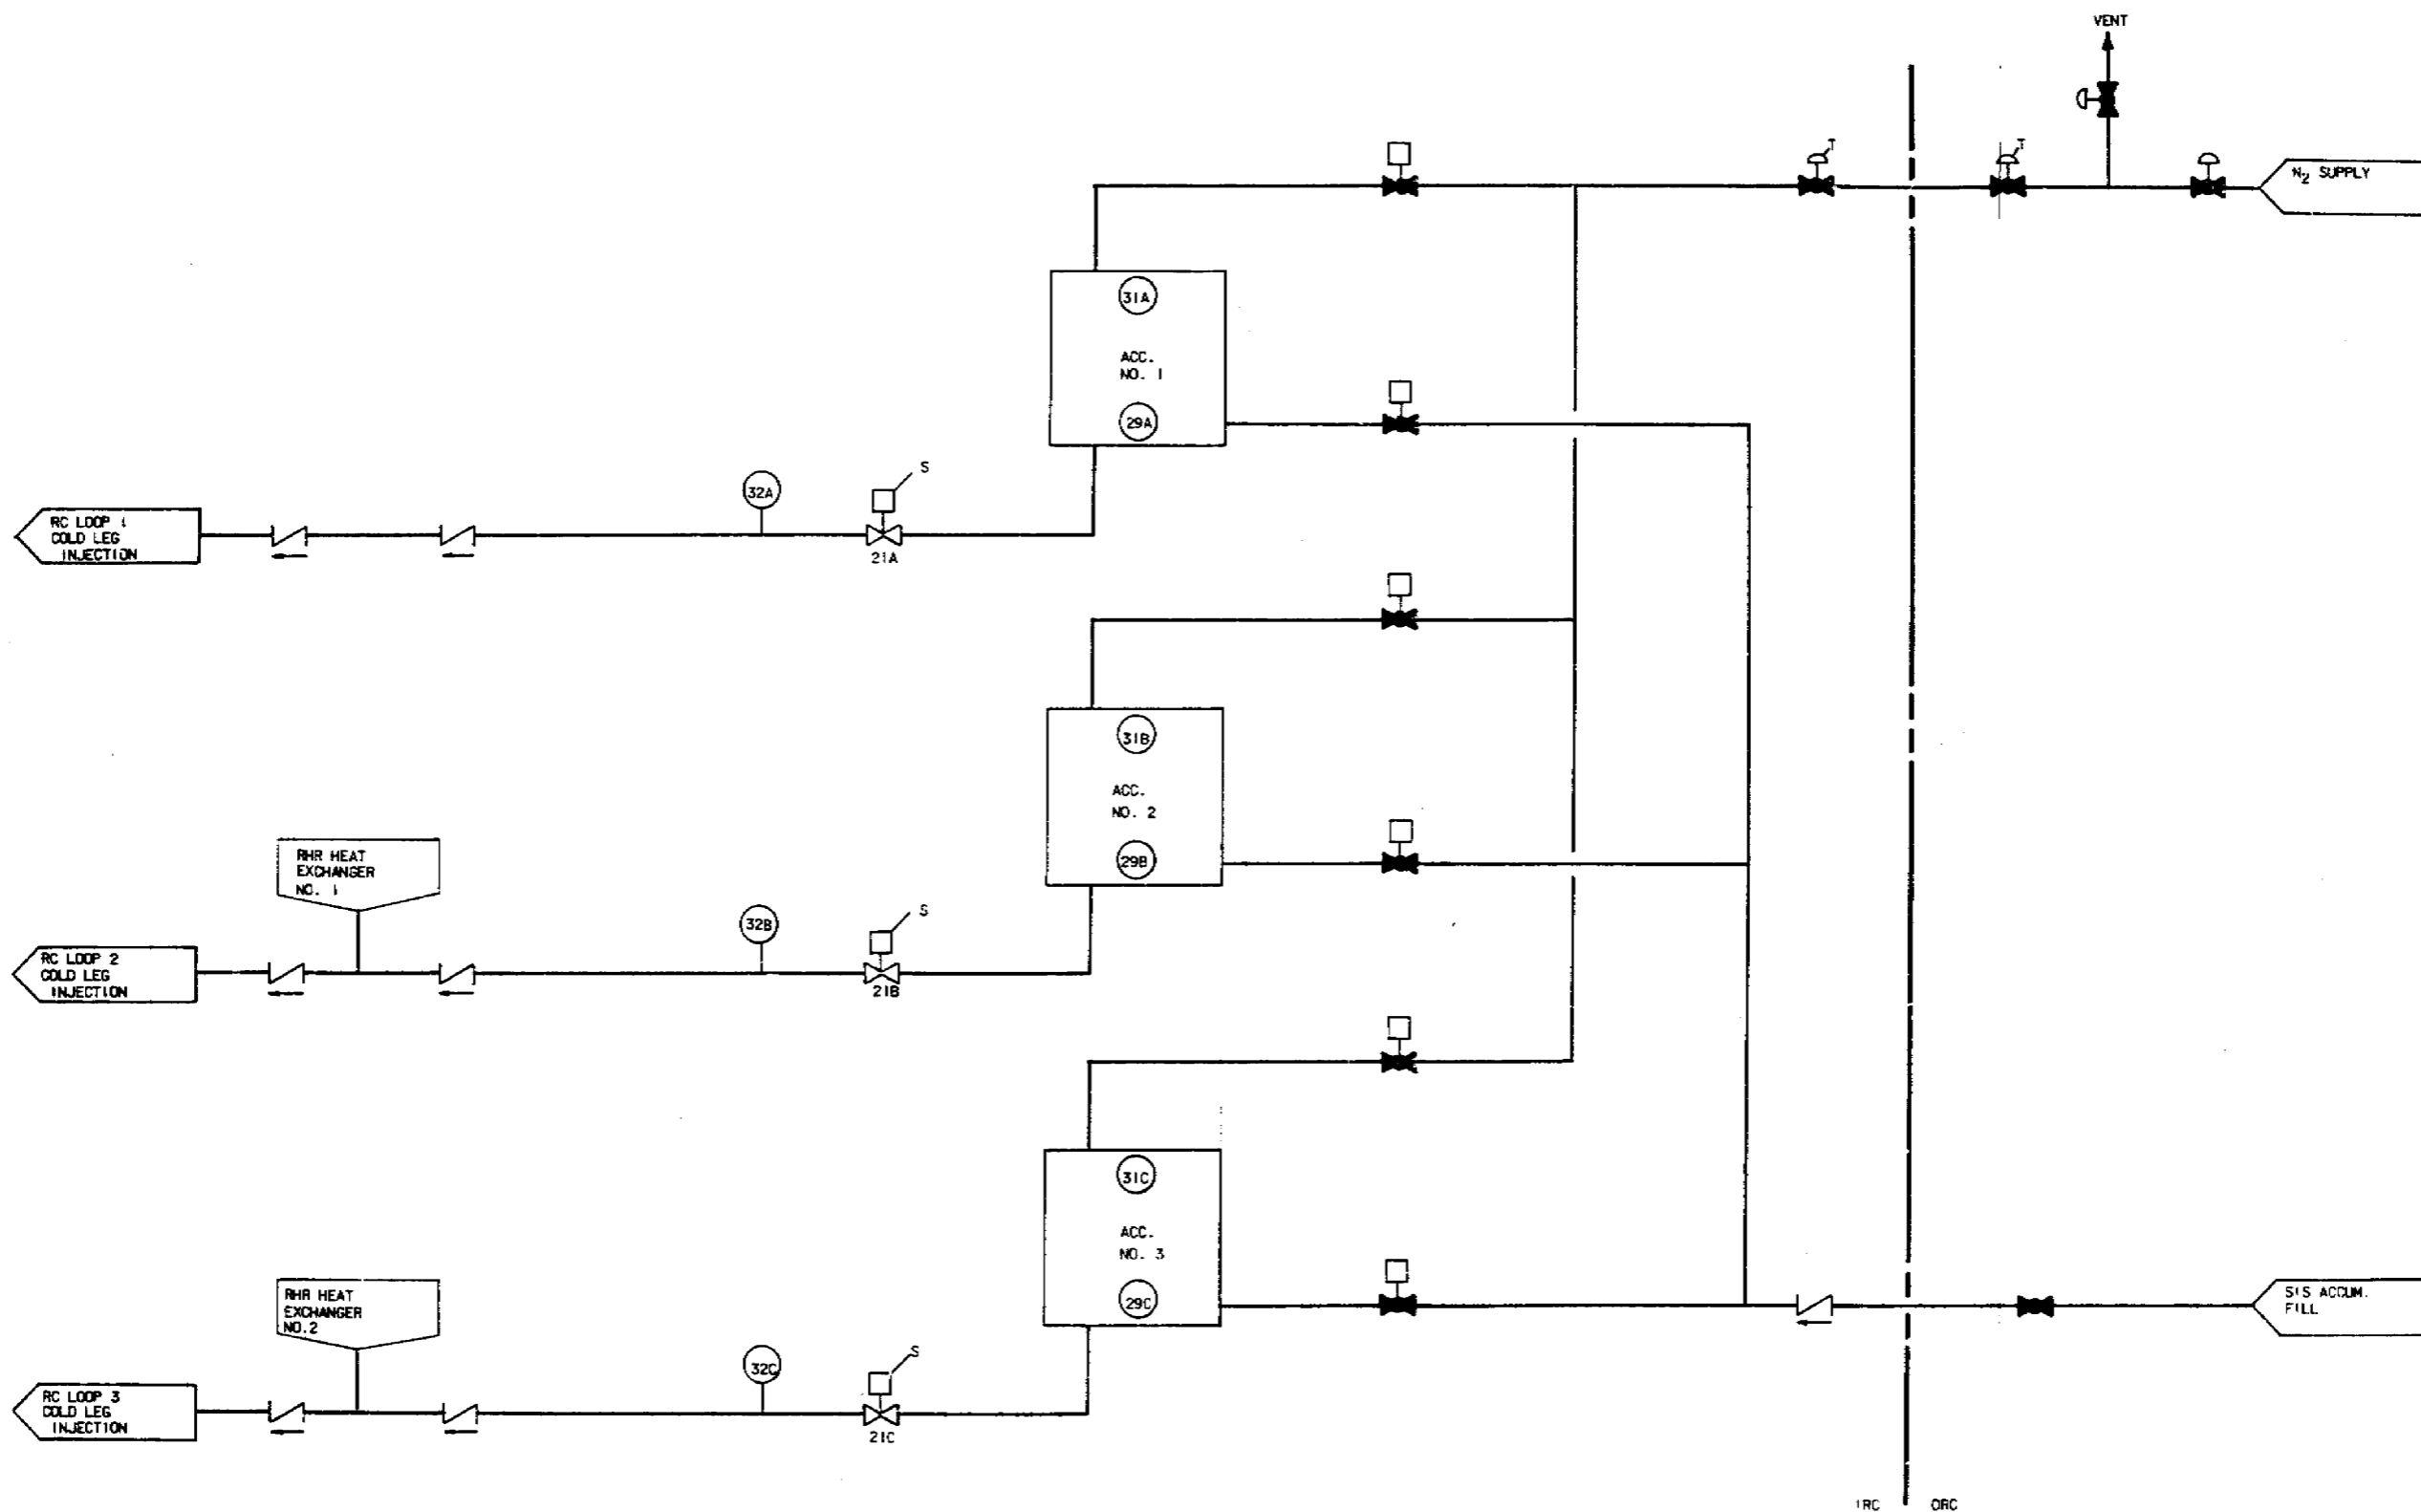 VENT
T
T
N₂ SUPPLY
31A
ACC.
NO. 1
29A
S
32A
21A
RC LOOP 1
COLD LEG
INJECTION
31B
ACC.
NO. 2
29B
RHR HEAT
EXCHANGER
NO. 1
S
32B
21B
RC LOOP 2
COLD LEG
INJECTION
31C
ACC.
NO. 3
29C
SIS ACCUM.
FILL
RHR HEAT
EXCHANGER
NO.2
S
32C
21C
RC LOOP 3
COLD LEG
INJECTION
IRC ORC